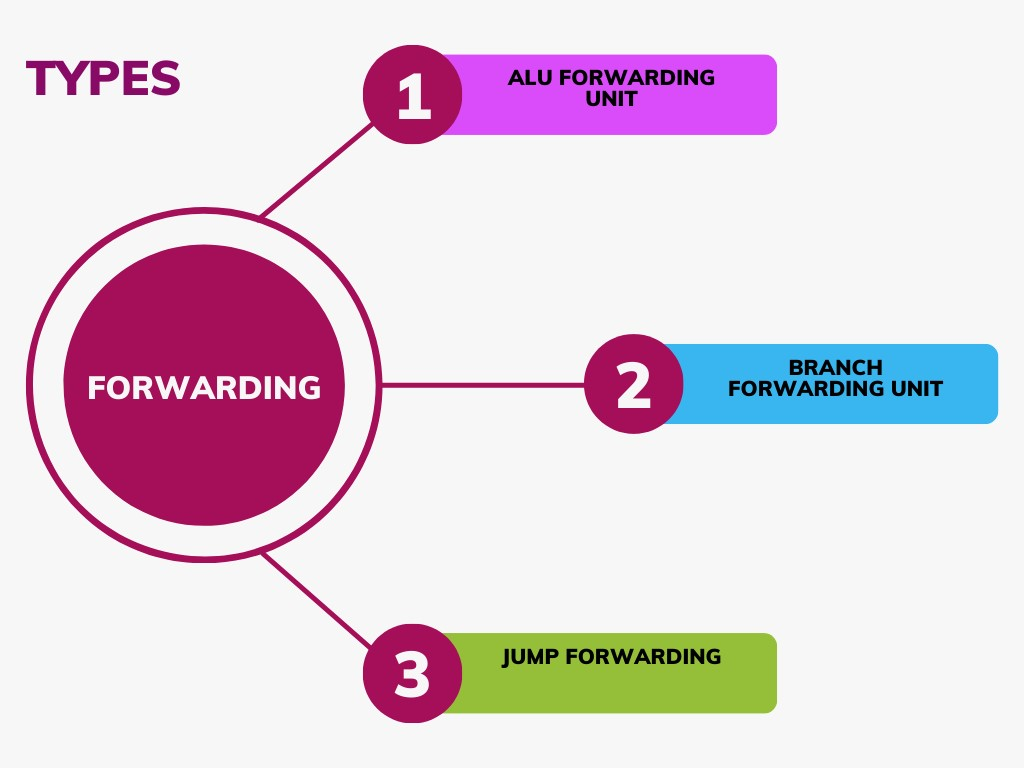 TYPES
1
ALU FORWARDING
UNIT
FORWARDING
2
BRANCH
FORWARDING UNIT
3
JUMP FORWARDING